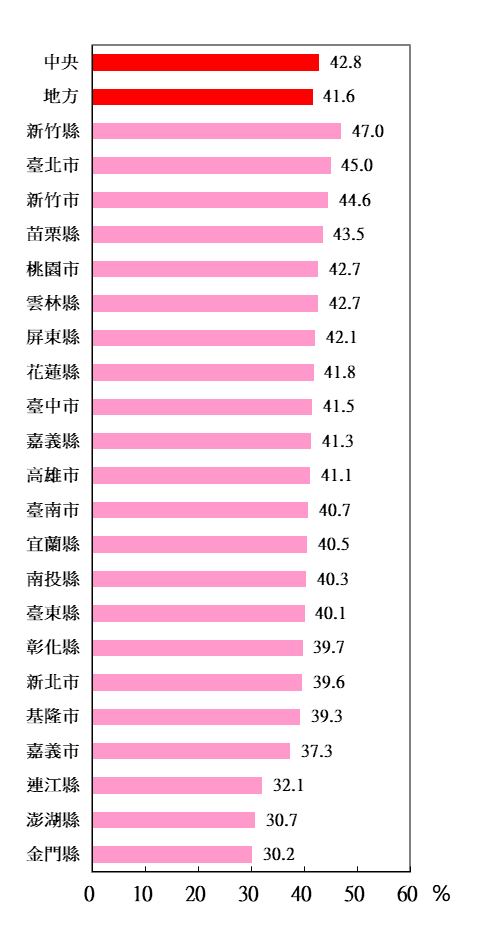 中央 42.8
地方 41.6
新竹縣 47.0
臺北市 45.0
新竹市 44.6
苗栗縣 43.5
桃園市 42.7
雲林縣 42.7
屏東縣 42.1
花蓮縣 41.8
臺中市 41.5
嘉義縣 41.3
高雄市 41.1
臺南市 40.7
宜蘭縣 40.5
南投縣 40.3
臺東縣 40.1
彰化縣 39.7
新北市 39.6
基隆市 39.3
嘉義市 37.3
連江縣 32.1
澎湖縣 30.7
金門縣 30.2
0 10 20 30 40 50 60 %